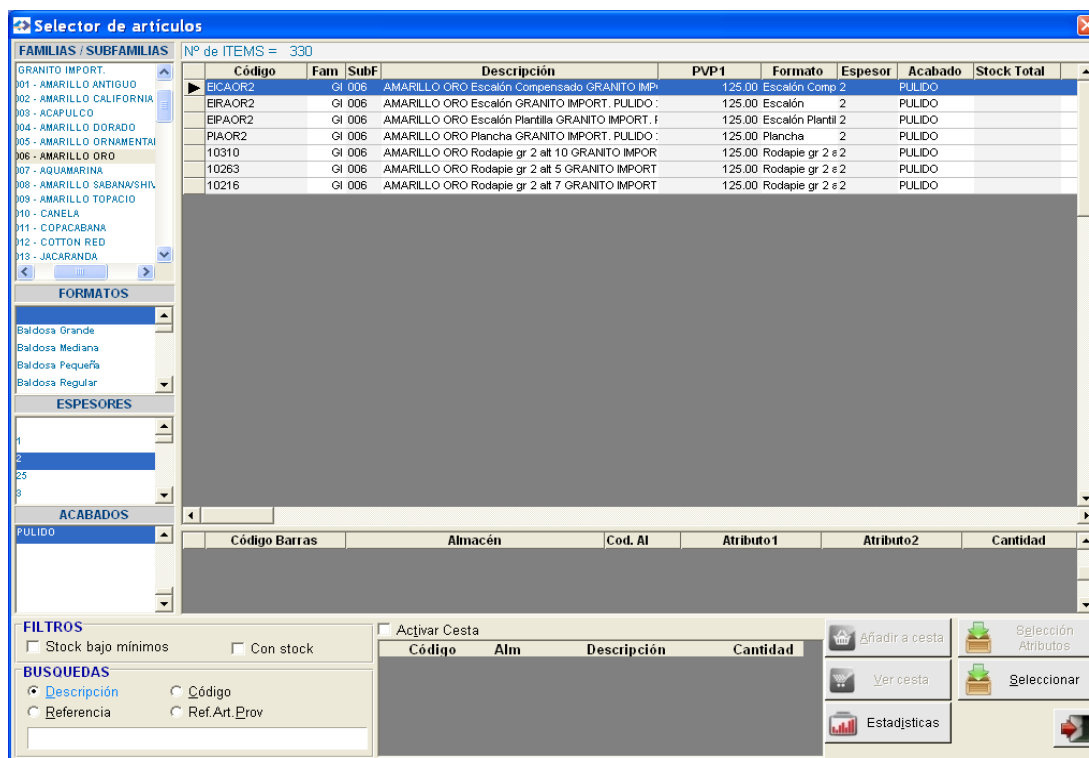 Selector de artículos
FAMILIAS / SUBFAMILIAS
Nº de ITEMS = 330
GRANITO IMPORT.
001 - AMARILLO ANTIGUO
002 - AMARILLO CALIFORNIA
003 - ACAPULCO
004 - AMARILLO DORADO
005 - AMARILLO ORNAMENTAL
006 - AMARILLO ORO
007 - AQUAMARINA
008 - AMARILLO SABANA/SHIV
009 - AMARILLO TOPACIO
010 - CANELA
011 - COPACABANA
012 - COTTON RED
013 - JACARANDA
Código Fam SubF Descripción PVP1 Formato Espesor Acabado Stock Total
EICAOR2 GI 006 AMARILLO ORO Escalón Compensado GRANITO IMP 125.00 Escalón Comp 2 PULIDO
EIRAOR2 GI 006 AMARILLO ORO Escalón GRANITO IMPORT. PULIDO 125.00 Escalón 2 PULIDO
EIPAOR2 GI 006 AMARILLO ORO Escalón Plantilla GRANITO IMPORT. 125.00 Escalón Plantil 2 PULIDO
PIAOR2 GI 006 AMARILLO ORO Plancha GRANITO IMPORT. PULIDO 125.00 Plancha 2 PULIDO
10310 GI 006 AMARILLO ORO Rodapie gr 2 alt 10 GRANITO IMPOR 125.00 Rodapie gr 2 a 2 PULIDO
10263 GI 006 AMARILLO ORO Rodapie gr 2 alt 5 GRANITO IMPORT 125.00 Rodapie gr 2 a 2 PULIDO
10216 GI 006 AMARILLO ORO Rodapie gr 2 alt 7 GRANITO IMPORT 125.00 Rodapie gr 2 a 2 PULIDO
FORMATOS
Baldosa Grande
Baldosa Mediana
Baldosa Pequeña
Baldosa Regular
ESPESORES
1
2
25
3
ACABADOS
PULIDO
Código Barras Almacén Cod. Al Atributo1 Atributo2 Cantidad
FILTROS
Stock bajo mínimos Con stock
BUSQUEDAS
Descripción Código
Referencia Ref.Art.Prov
Activar Cesta
Código Alm Descripción Cantidad
Añadir a cesta
Selección Atributos
Ver cesta
Seleccionar
Estadisticas